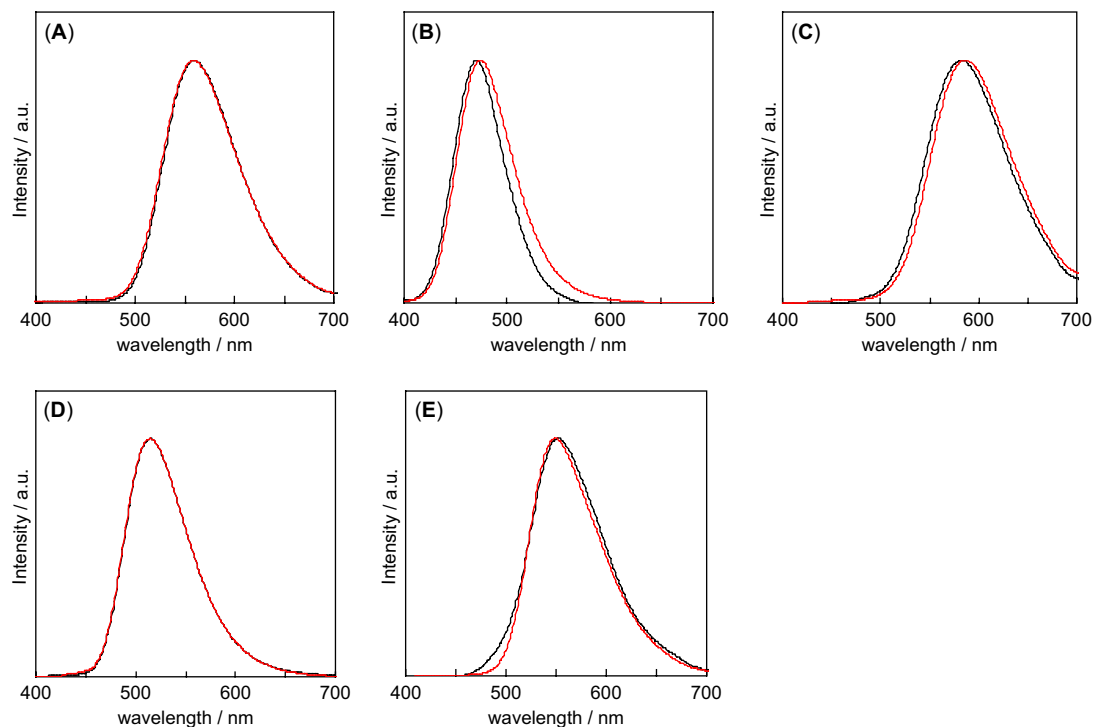 (A)
Intensity / a.u.
400 500 600 700
wavelength / nm
(B)
Intensity / a.u.
400 500 600 700
wavelength / nm
(C)
Intensity / a.u.
400 500 600 700
wavelength / nm
(D)
Intensity / a.u.
400 500 600 700
wavelength / nm
(E)
Intensity / a.u.
400 500 600 700
wavelength / nm